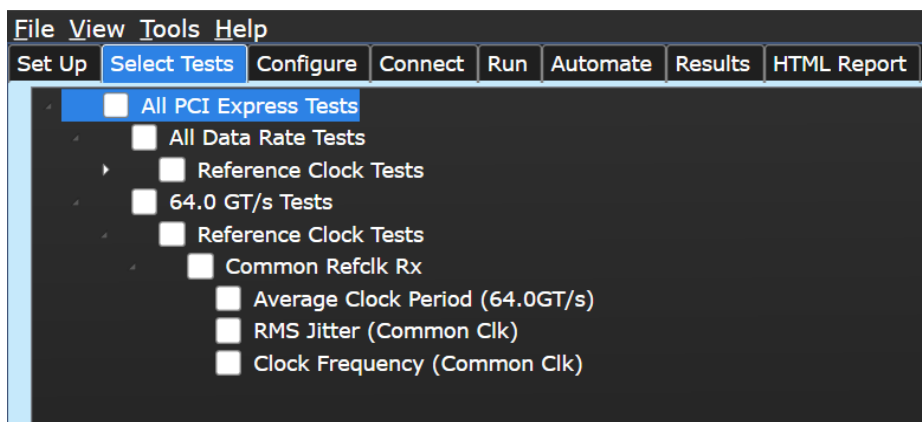 File View Tools Help
Set Up Select Tests Configure Connect Run Automate Results HTML Report
All PCI Express Tests
All Data Rate Tests
Reference Clock Tests
64.0 GT/s Tests
Reference Clock Tests
Common Refclk Rx
Average Clock Period (64.0GT/s)
RMS Jitter (Common Clk)
Clock Frequency (Common Clk)